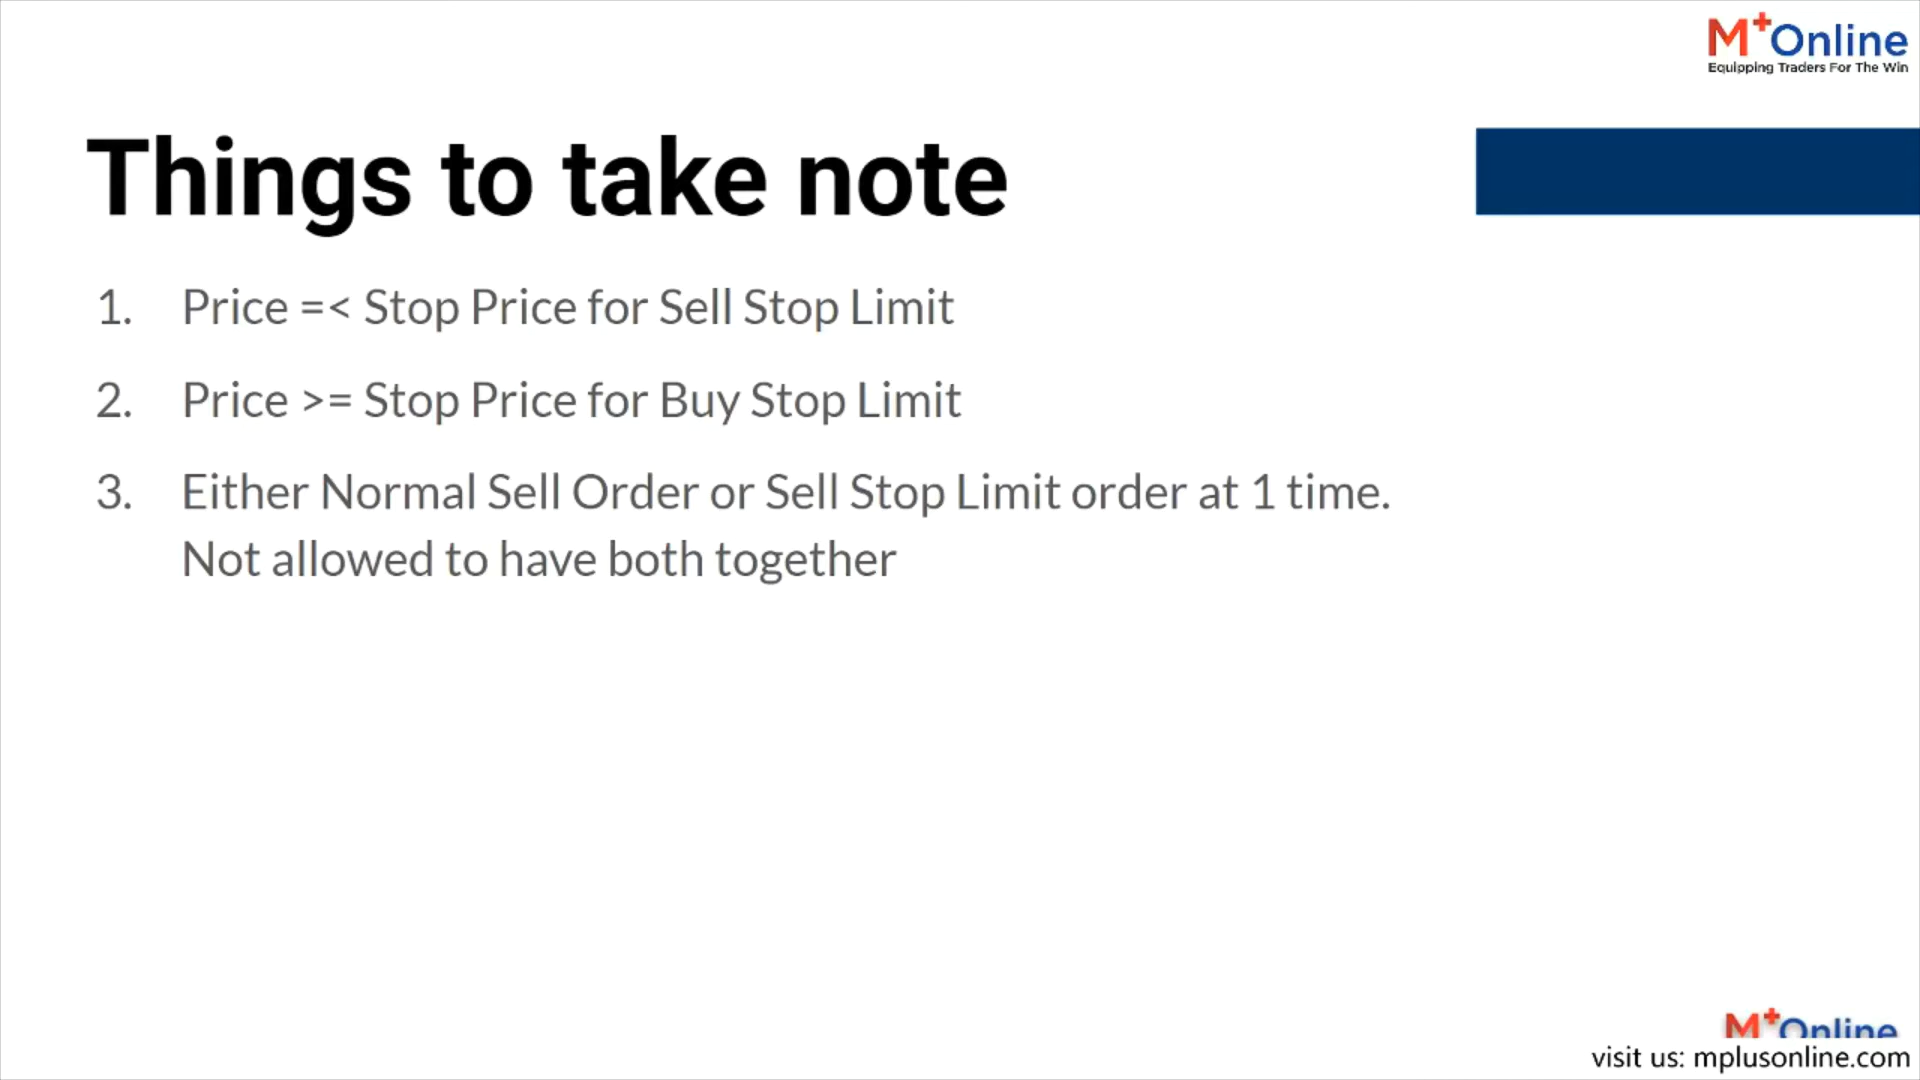 M+Online
Equipping Traders For The Win
Things to take note
1. Price =< Stop Price for Sell Stop Limit
2. Price >= Stop Price for Buy Stop Limit
3. Either Normal Sell Order or Sell Stop Limit order at 1 time.
Not allowed to have both together
M+Online
visit us: mplusonline.com